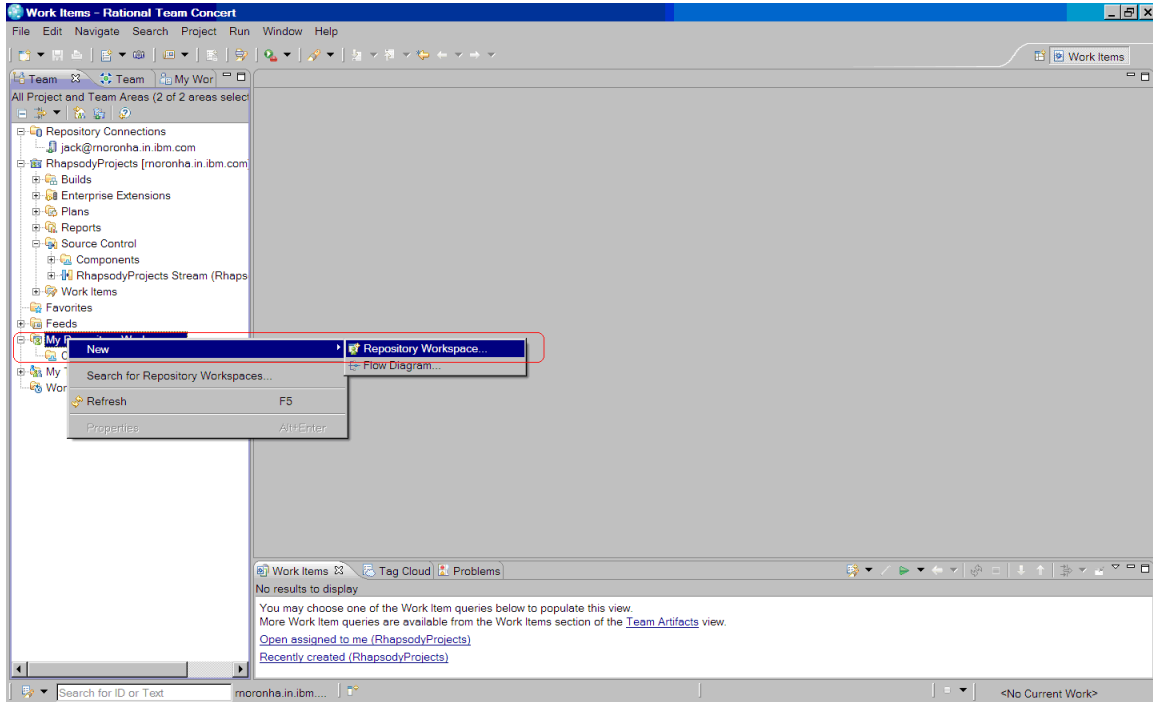 Work Items - Rational Team Concert
File Edit Navigate Search Project Run Window Help
Work Items
Team Team My Wor
All Project and Team Areas (2 of 2 areas select
Repository Connections
jack@rnoronha.in.ibm.com
RhapsodyProjects [rnoronha.in.ibm.com
Builds
Enterprise Extensions
Plans
Reports
Source Control
Components
RhapsodyProjects Stream (Rhaps
Work Items
Favorites
Feeds
My
New Repository Workspace...
Flow Diagram...
My
Search for Repository Workspaces...
Wor
Refresh F5
Properties Alt+Enter
Work Items Tag Cloud Problems
No results to display
You may choose one of the Work Item queries below to populate this view.
More Work Item queries are available from the Work Items section of the Team Artifacts view.
Open assigned to me (RhapsodyProjects)
Recently created (RhapsodyProjects)
Search for ID or Text rnoronha.in.ibm.... <No Current Work>